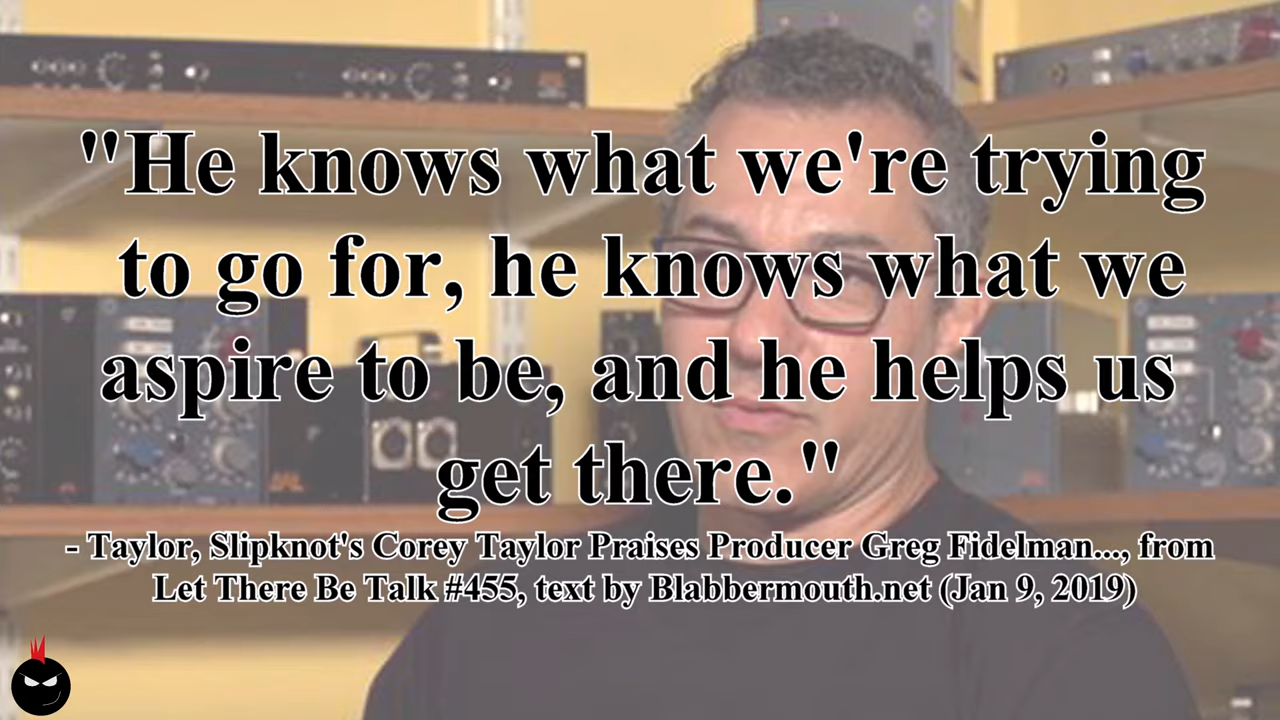 "He knows what we're trying
to go for, he knows what we
aspire to be, and he helps us
get there."
- Taylor, Slipknot's Corey Taylor Praises Producer Greg Fidelman..., from
Let There Be Talk #455, text by Blabbermouth.net (Jan 9, 2019)